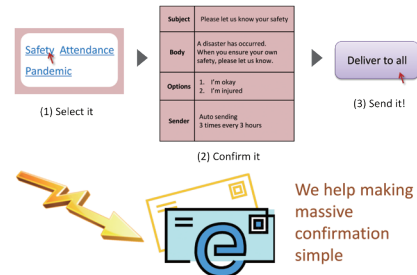 Safety Attendance
Pandemic
(1) Select it
Subject Please let us know your safety
Body A disaster has occurred.
When you ensure your own
safety, please let us know.
Options 1. I'm okay
2. I'm injured
Sender Auto sending
3 times every 3 hours
(2) Confirm it
Deliver to all
(3) Send it!
e
We help making
massive
confirmation
simple